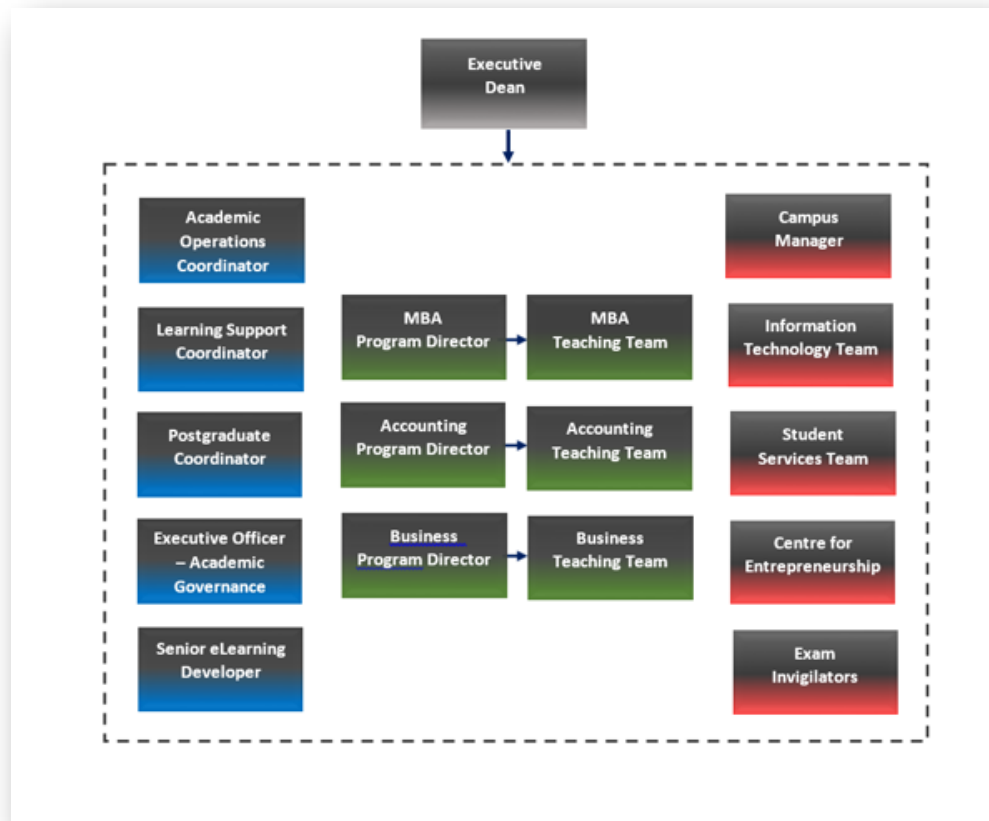 Executive
Dean
Academic
Operations
Coordinator
Learning Support
Coordinator
Postgraduate
Coordinator
Executive Officer
– Academic
Governance
Senior eLearning
Developer
MBA
Program Director
MBA
Teaching Team
Accounting
Program Director
Accounting
Teaching Team
Business
Program Director
Business
Teaching Team
Campus
Manager
Information
Technology Team
Student
Services Team
Centre for
Entrepreneurship
Exam
Invigilators